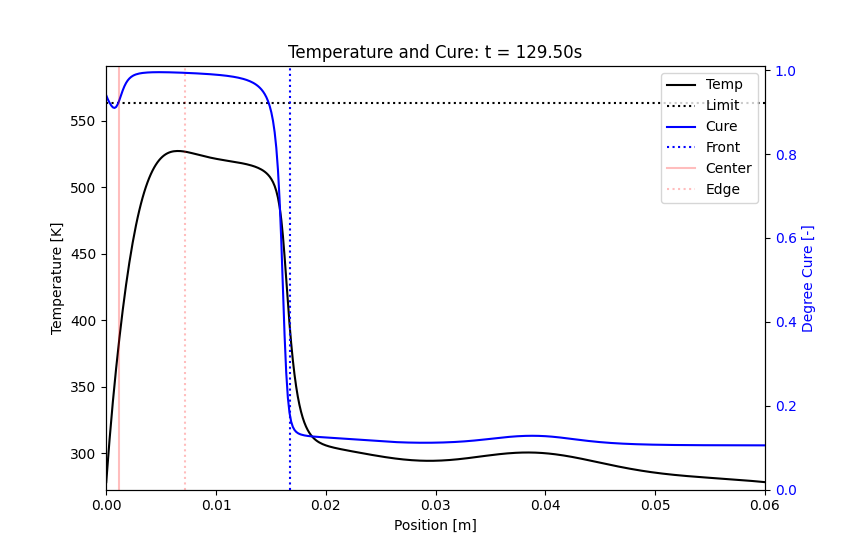 Temperature and Cure: t = 129.50s
Temp
Limit
Cure
Front
Center
Edge
Temperature [K]
550
500
450
400
350
300
1.0
0.8
0.6
0.4
0.2
0.0
Degree Cure [-]
0.00 0.01 0.02 0.03 0.04 0.05 0.06
Position [m]